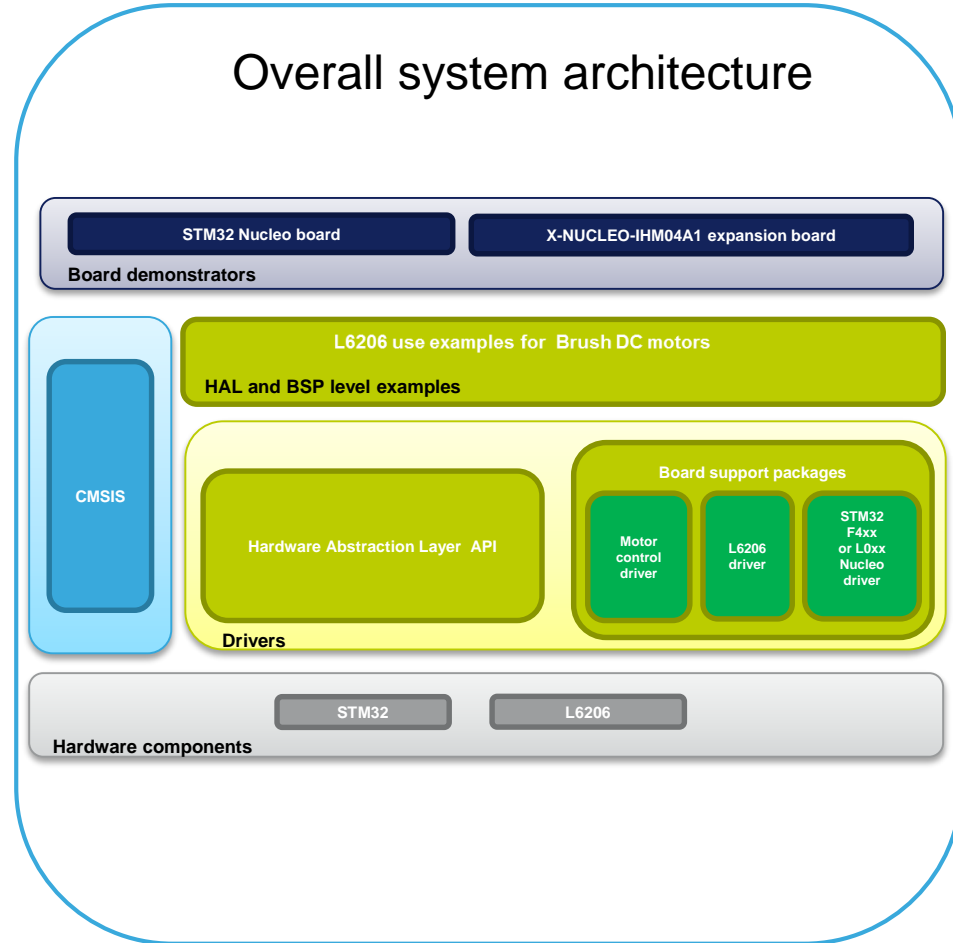 Overall system architecture
STM32 Nucleo board
X-NUCLEO-IHM04A1 expansion board
Board demonstrators
L6206 use examples for Brush DC motors
HAL and BSP level examples
CMSIS
Hardware Abstraction Layer API
Board support packages
Motor
control
driver
L6206
driver
STM32
F4xx
or L0xx
Nucleo
driver
Drivers
STM32
L6206
Hardware components